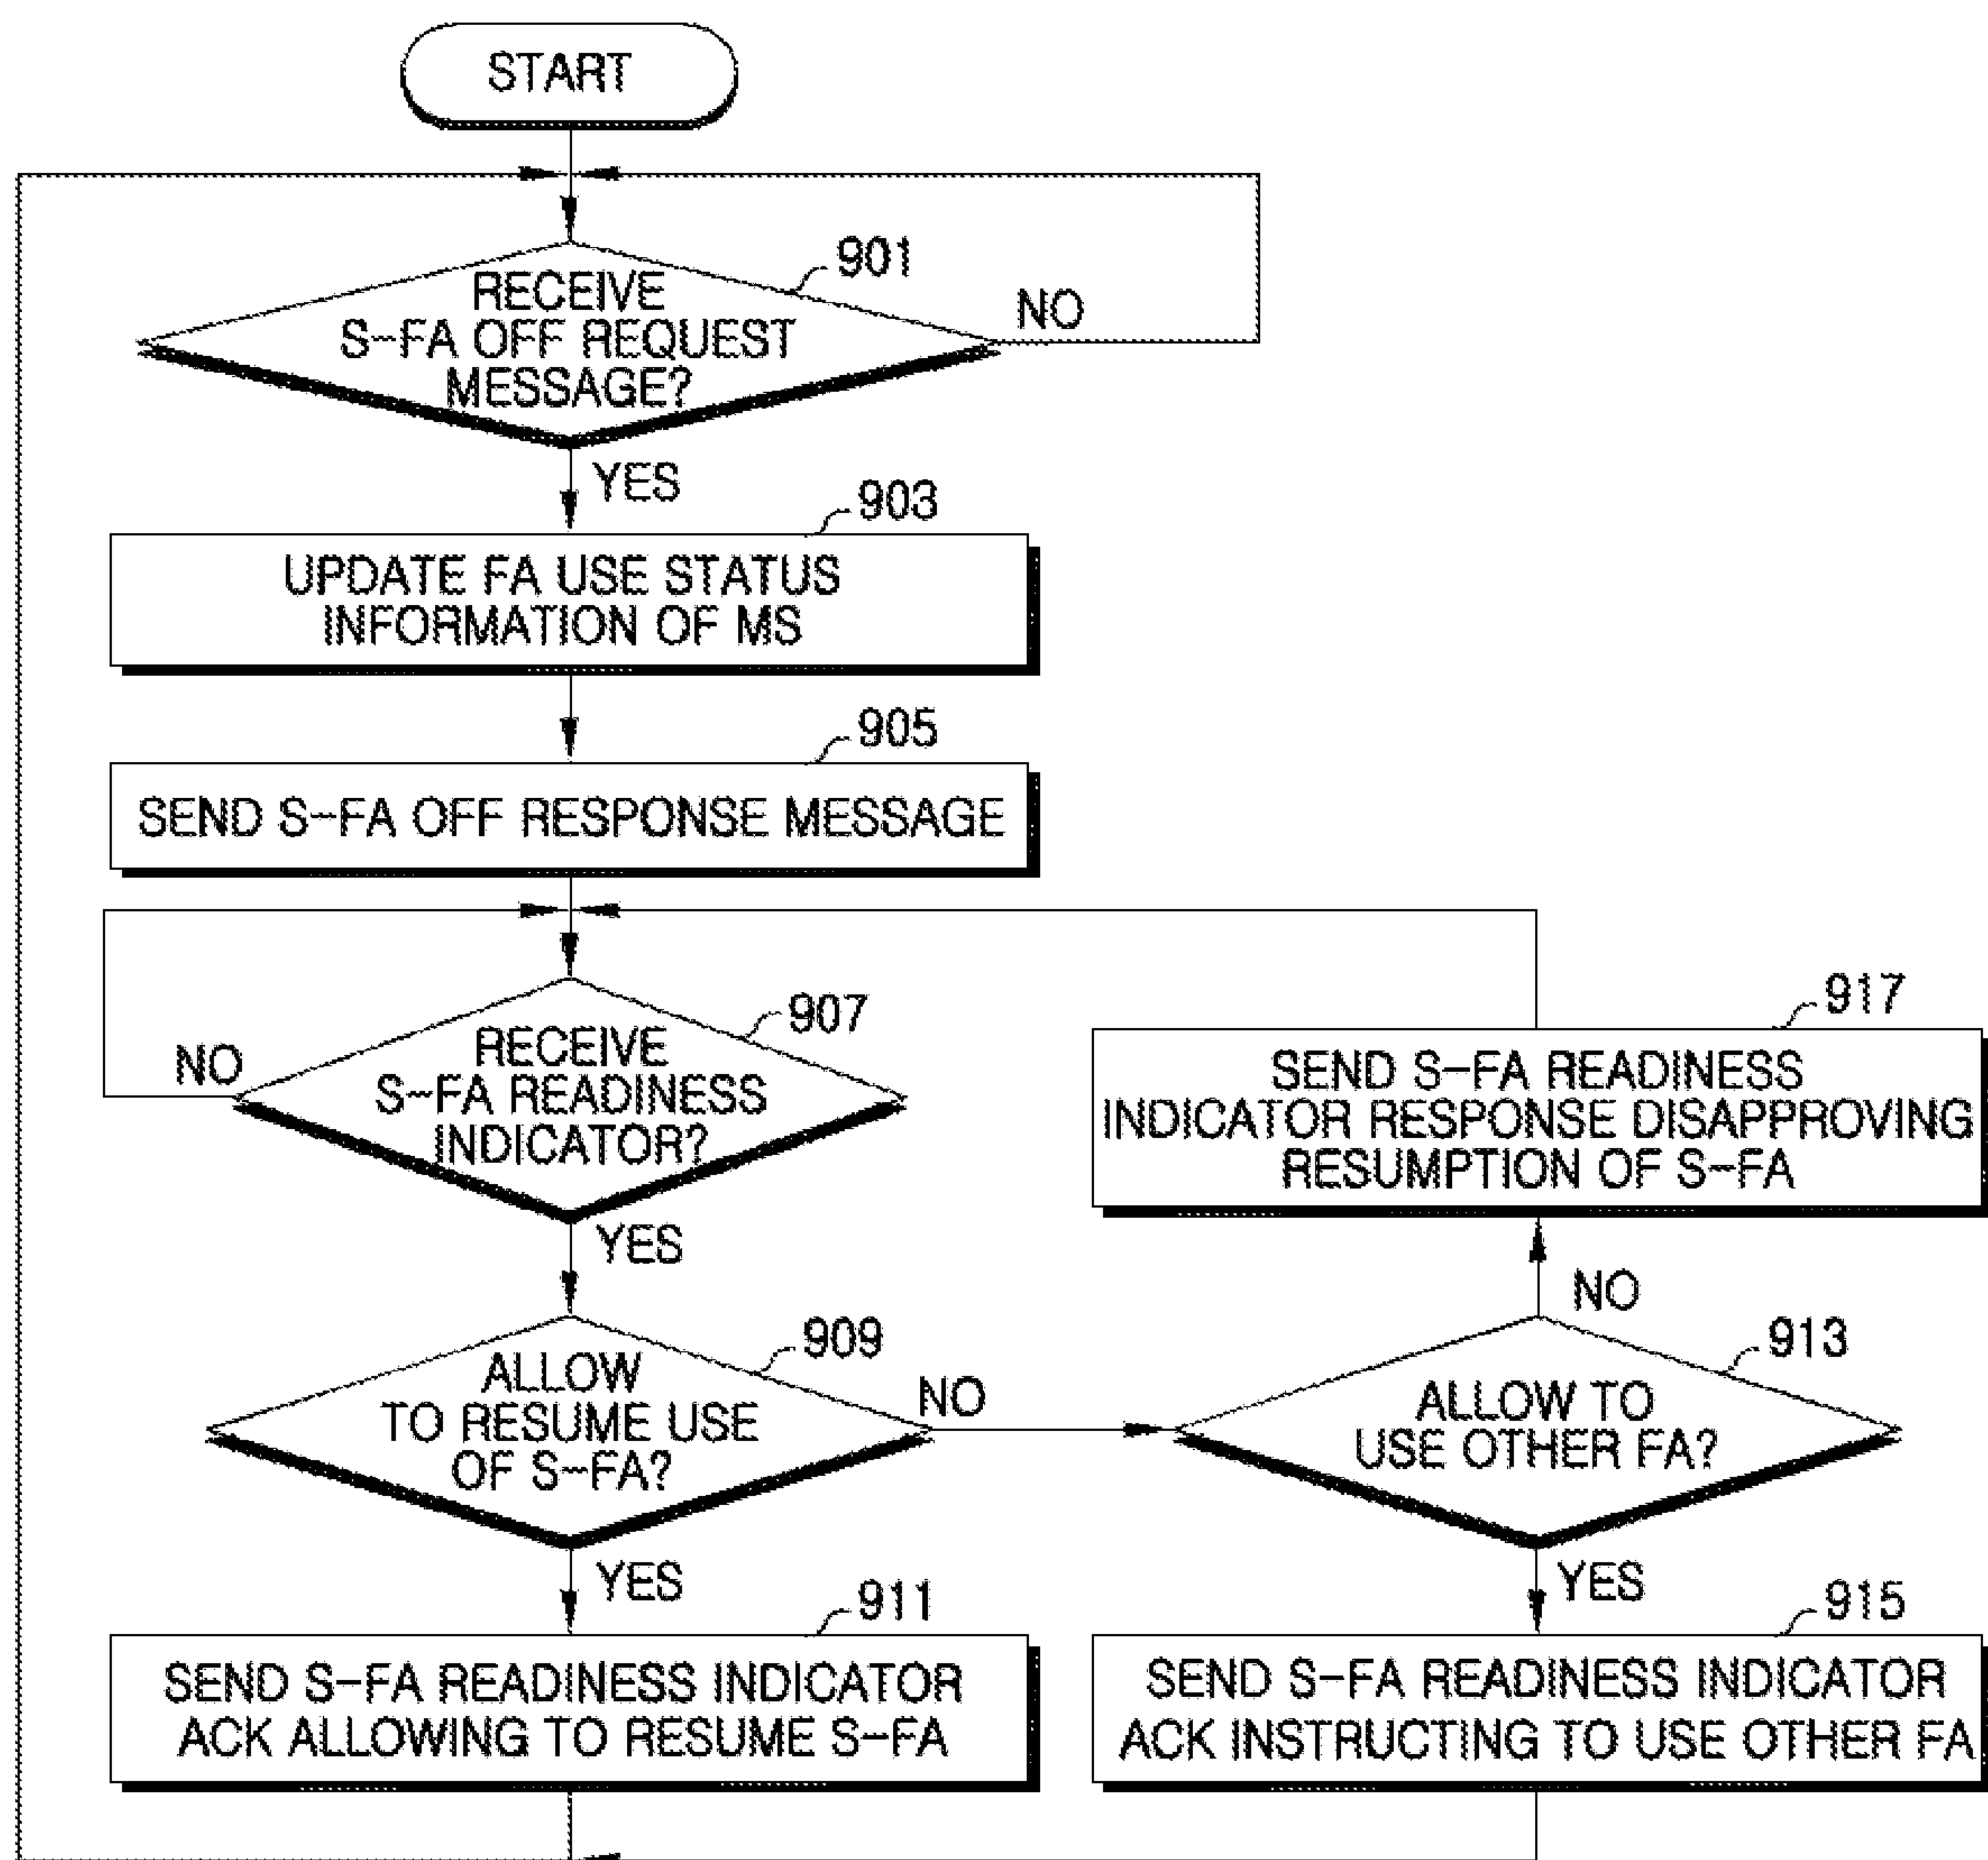 START
901
RECEIVE
S-FA OFF REQUEST
MESSAGE?
NO
YES
903
UPDATE FA USE STATUS
INFORMATION OF MS
905
SEND S-FA OFF RESPONSE MESSAGE
907
RECEIVE
S-FA READINESS
INDICATOR?
NO
YES
909
ALLOW
TO RESUME USE
OF S-FA?
NO
YES
911
SEND S-FA READINESS INDICATOR
ACK ALLOWING TO RESUME S-FA
913
ALLOW TO
USE OTHER FA?
NO
YES
917
SEND S-FA READINESS
INDICATOR RESPONSE DISAPPROVING
RESUMPTION OF S-FA
915
SEND S-FA READINESS INDICATOR
ACK INSTRUCTING TO USE OTHER FA